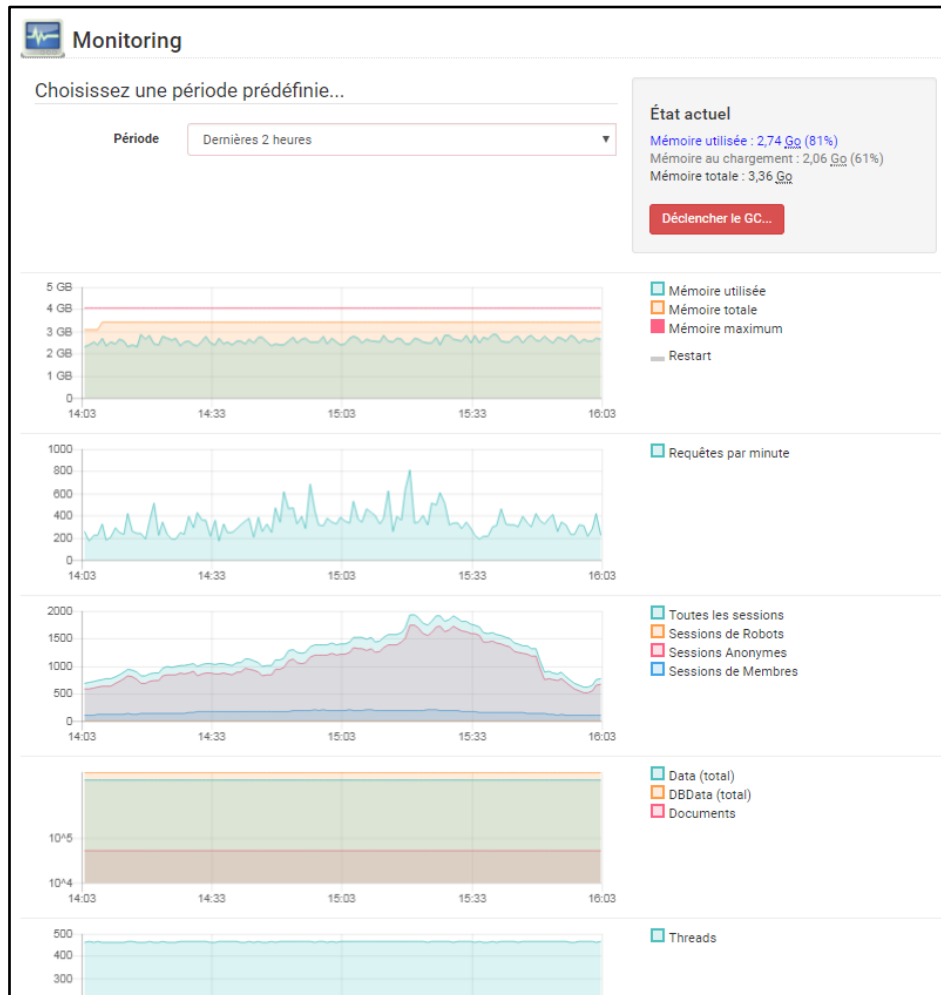 Monitoring
Choisissez une période prédéfinie...
Période
Dernières 2 heures
État actuel
Mémoire utilisée : 2,74 Go (81%)
Mémoire au chargement : 2,06 Go (61%)
Mémoire totale : 3,36 Go
Déclencher le GC...
5 GB
4 GB
3 GB
2 GB
1 GB
0
14:03
14:33
15:03
15:33
16:03
Mémoire utilisée
Mémoire totale
Mémoire maximum
Restart
1000
800
600
400
200
0
14:03
14:33
15:03
15:33
16:03
Requêtes par minute
2000
1500
1000
500
0
14:03
14:33
15:03
15:33
16:03
Toutes les sessions
Sessions de Robots
Sessions Anonymes
Sessions de Membres
10^5
10^4
14:03
14:33
15:03
15:33
16:03
Data (total)
DBData (total)
Documents
500
400
300
Threads